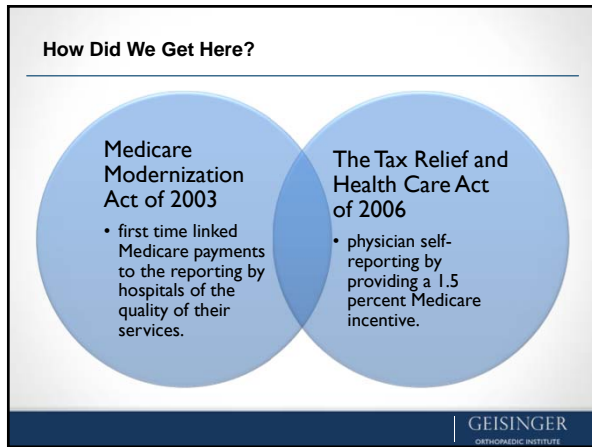 How Did We Get Here?
Medicare
Modernization
Act of 2003
• first time linked
Medicare payments
to the reporting by
hospitals of the
quality of their
services.
The Tax Relief and
Health Care Act
of 2006
• physician self-
reporting by
providing a 1.5
percent Medicare
incentive.
GEISINGER
ORTHOPAEDIC INSTITUTE